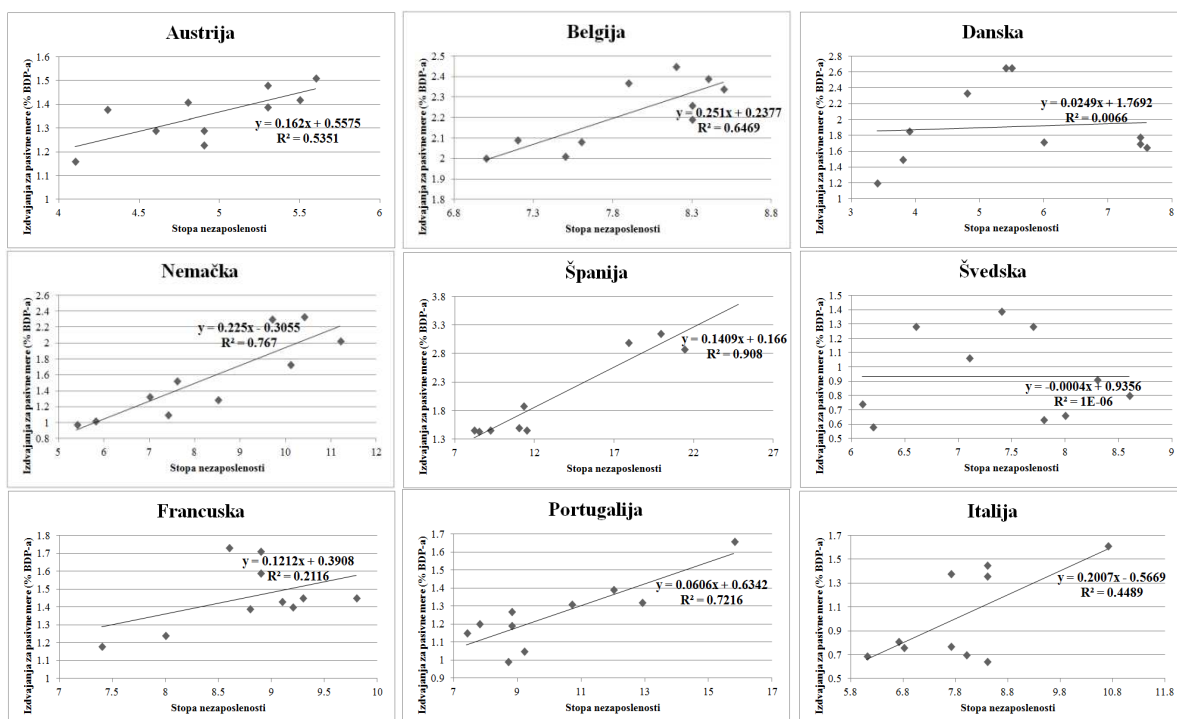 Austrija
Izdvajanja za pasivne mere (% BDP-a)
1.6
1.5
1.4
1.3
1.2
1.1
1
4
4.5
5
5.5
6
y = 0.162x + 0.5575
R² = 0.5351
Stopa nezaposlenosti
Belgija
Izdvajanja za pasivne mere (% BDP-a)
2.5
2.4
2.3
2.2
2.1
2
1.9
1.8
6.8
7.3
7.8
8.3
8.8
y = 0.251x + 0.2377
R² = 0.6469
Stopa nezaposlenosti
Danska
Izdvajanja za pasivne mere (% BDP-a)
2.8
2.6
2.4
2.2
2
1.8
1.6
1.4
1.2
1
3
4
5
6
7
8
y = 0.0249x + 1.7692
R² = 0.0066
Stopa nezaposlenosti
Nemačka
Izdvajanja za pasivne mere (% BDP-a)
2.6
2.4
2.2
2
1.8
1.6
1.4
1.2
1
0.8
5
6
7
8
9
10
11
12
y = 0.225x - 0.3055
R² = 0.767
Stopa nezaposlenosti
Španija
Izdvajanja za pasivne mere (% BDP-a)
3.8
3.3
2.8
2.3
1.8
1.3
7
12
17
22
27
y = 0.1409x + 0.166
R² = 0.908
Stopa nezaposlenosti
Švedska
Izdvajanja za pasivne mere (% BDP-a)
1.5
1.4
1.3
1.2
1.1
1
0.9
0.8
0.7
0.6
0.5
6
6.5
7
7.5
8
8.5
9
y = -0.0004x + 0.9356
R² = 1E-06
Stopa nezaposlenosti
Francuska
Izdvajanja za pasivne mere (% BDP-a)
1.8
1.7
1.6
1.5
1.4
1.3
1.2
1.1
1
7
7.5
8
8.5
9
9.5
10
y = 0.1212x + 0.3908
R² = 0.2116
Stopa nezaposlenosti
Portugalija
Izdvajanja za pasivne mere (% BDP-a)
1.7
1.6
1.5
1.4
1.3
1.2
1.1
1
0.9
7
9
11
13
15
17
y = 0.0606x + 0.6342
R² = 0.7216
Stopa nezaposlenosti
Italija
Izdvajanja za pasivne mere (% BDP-a)
1.7
1.5
1.3
1.1
0.9
0.7
0.5
5.8
6.8
7.8
8.8
9.8
10.8
11.8
y = 0.2007x - 0.5669
R² = 0.4489
Stopa nezaposlenosti